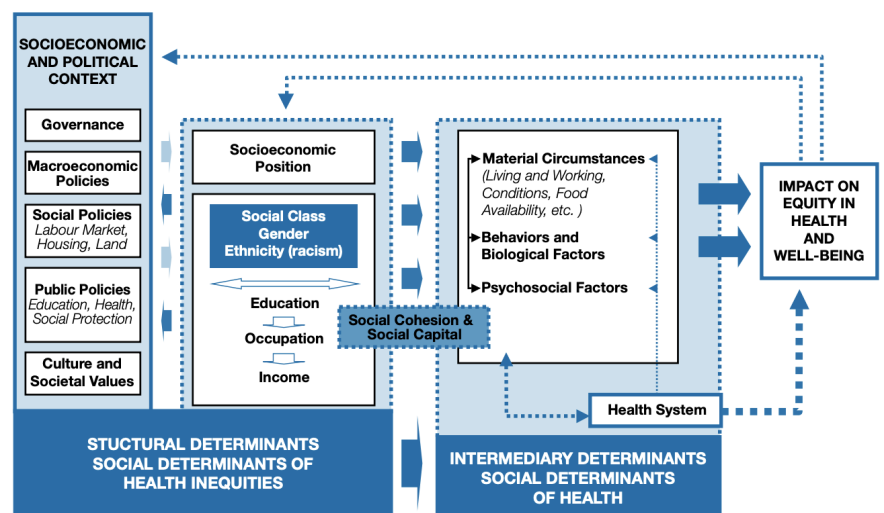 SOCIOECONOMIC
AND POLITICAL
CONTEXT
Governance
Macroeconomic
Policies
Social Policies
Labour Market,
Housing, Land
Public Policies
Education, Health,
Social Protection
Culture and
Societal Values
Socioeconomic
Position
Social Class
Gender
Ethnicity (racism)
Education
Occupation
Income
Social Cohesion &
Social Capital
Material Circumstances
(Living and Working,
Conditions, Food
Availability, etc. )
Behaviors and
Biological Factors
Psychosocial Factors
Health System
IMPACT ON
EQUITY IN
HEALTH
AND
WELL-BEING
STUCTURAL DETERMINANTS
SOCIAL DETERMINANTS OF
HEALTH INEQUITIES
INTERMEDIARY DETERMINANTS
SOCIAL DETERMINANTS
OF HEALTH